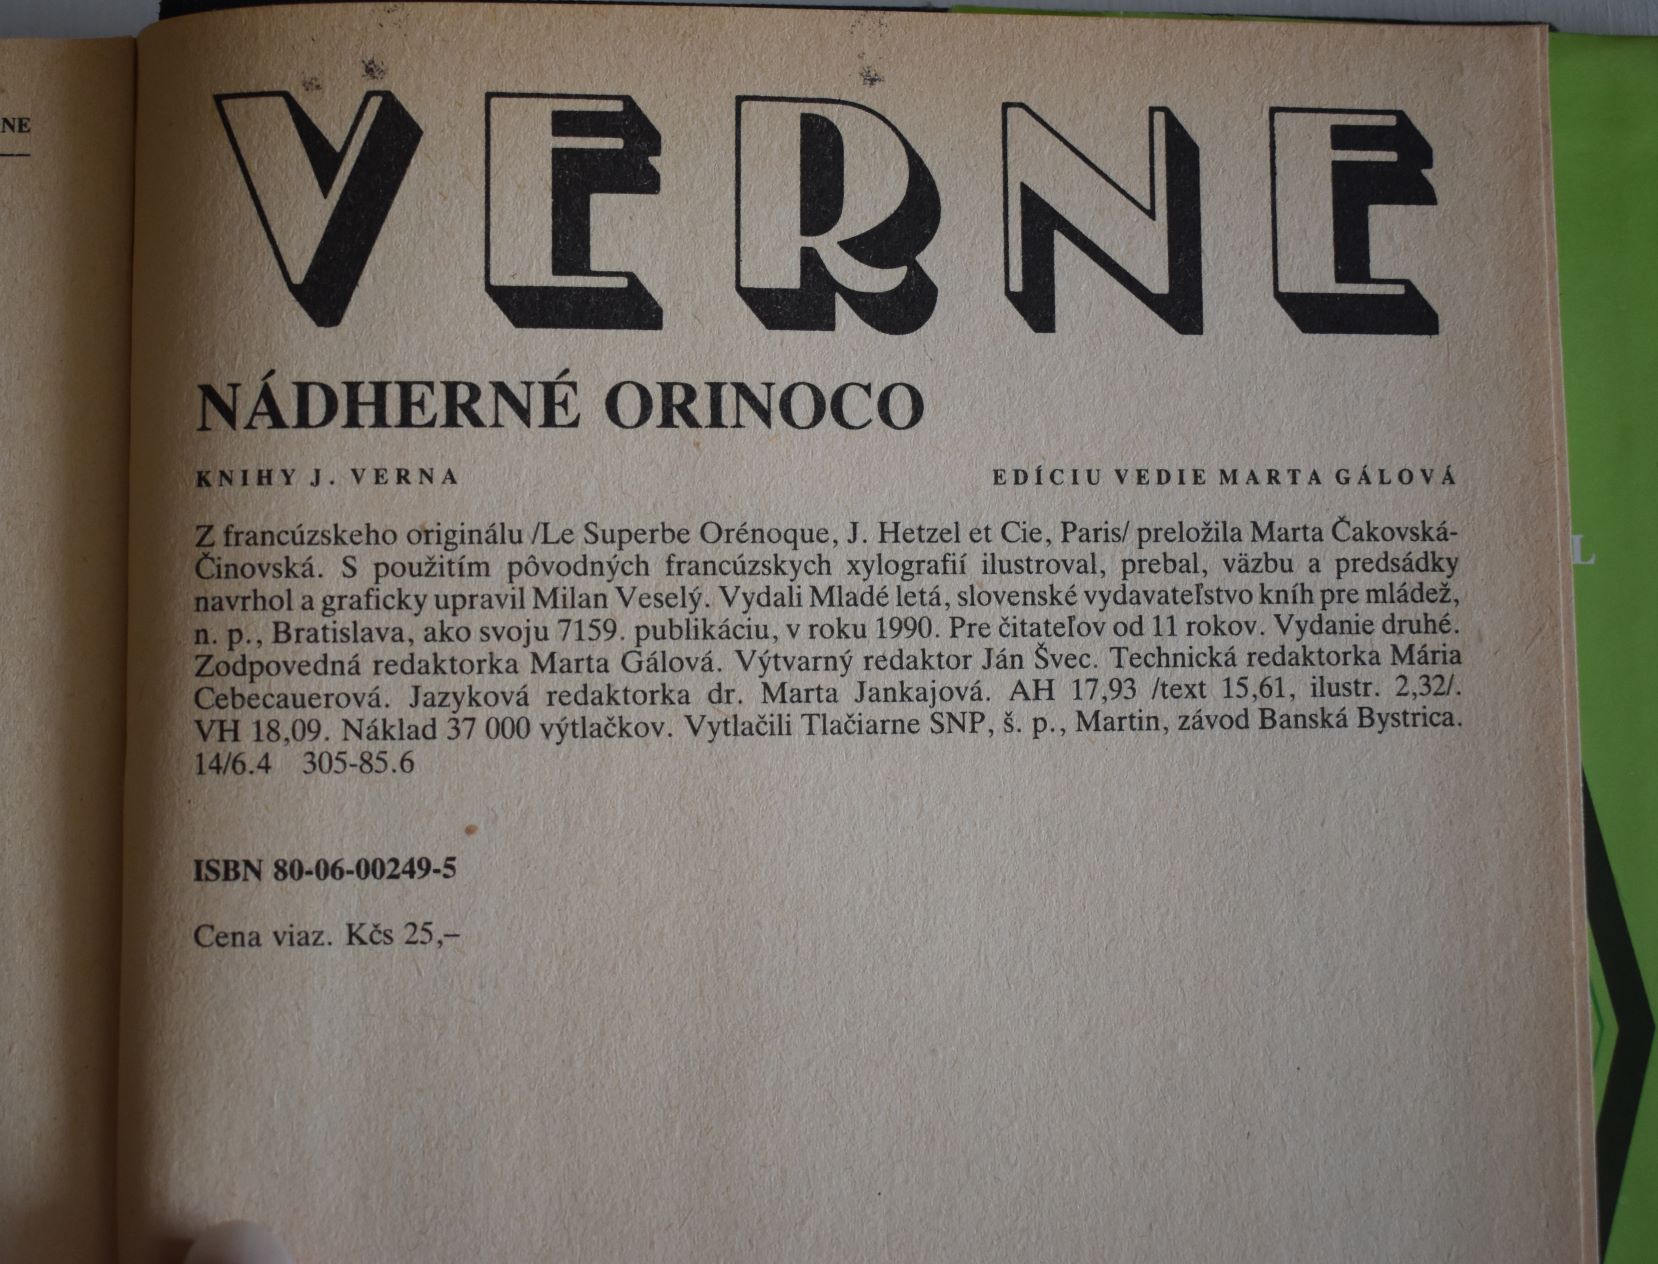 NE
VERNE
NÁDHERNÉ ORINOCO
KNIHY J. VERNA EDÍCIU VEDIE MARTA GÁLOVÁ
Z francúzskeho originálu /Le Superbe Orénoque, J. Hetzel et Cie, Paris/ preložila Marta Čakovská-
Činovská. S použitím pôvodných francúzskych xylografií ilustroval, prebal, väzbu a predsádky
navrhol a graficky upravil Milan Veselý. Vydali Mladé letá, slovenské vydavateľstvo kníh pre mládež,
n. p., Bratislava, ako svoju 7159. publikáciu, v roku 1990. Pre čitateľov od 11 rokov. Vydanie druhé.
Zodpovedná redaktorka Marta Gálová. Výtvarný redaktor Ján Švec. Technická redaktorka Mária
Cebecauerová. Jazyková redaktorka dr. Marta Jankajová. AH 17,93 /text 15,61, ilustr. 2,32/.
VH 18,09. Náklad 37 000 výtlačkov. Vytlačili Tlačiarne SNP, š. p., Martin, závod Banská Bystrica.
14/6.4 305-85.6
ISBN 80-06-00249-5
Cena viaz. Kčs 25,–
L